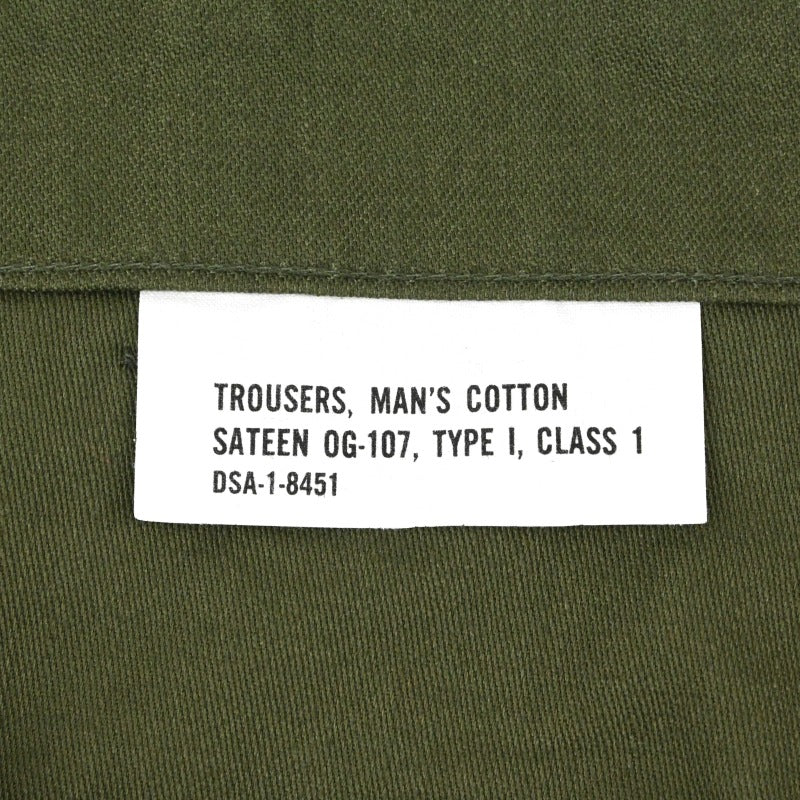 TROUSERS, MAN'S COTTON
SATEEN OG-107, TYPE I, CLASS 1
DSA-1-8451